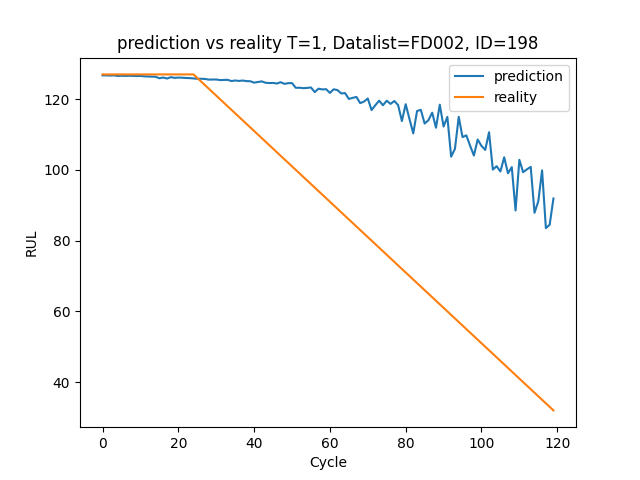 prediction vs reality T=1, Datalist=FD002, ID=198
prediction
reality
120
100
80
60
40
RUL
0 20 40 60 80 100 120
Cycle